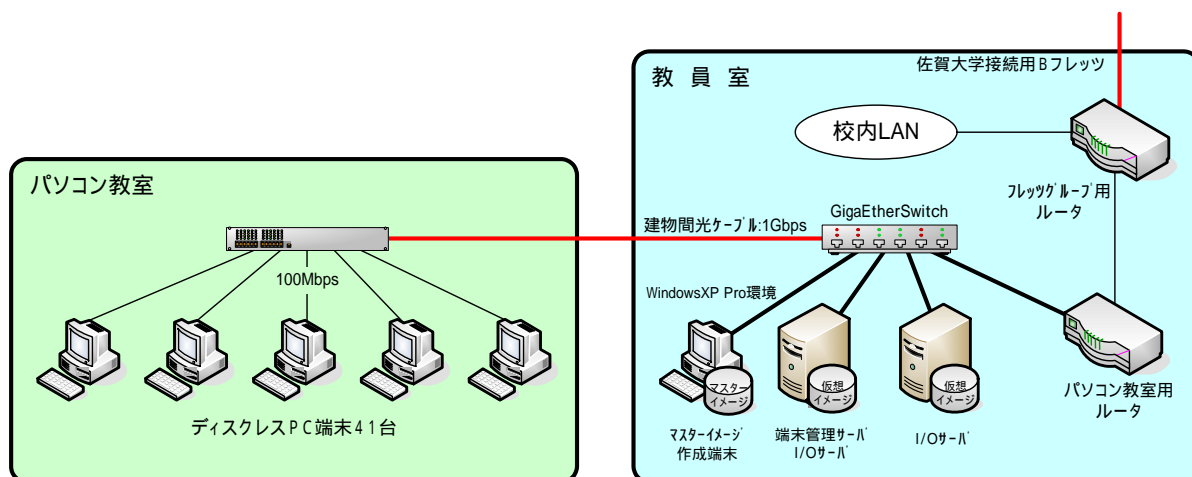 佐賀大学接続用Bフレッツ
教 員 室
校内LAN
フレッツグループ用
ルータ
パソコン教室
GigaEtherSwitch
建物間光ケーブル:1Gbps
100Mbps
WindowsXP Pro環境
マスター
イメージ
仮想
イメージ
仮想
イメージ
パソコン教室用
ルータ
ディスクレスPC端末41台
マスターイメージ
作成端末
端末管理サーバ
I/Oサーバ
I/Oサーバ